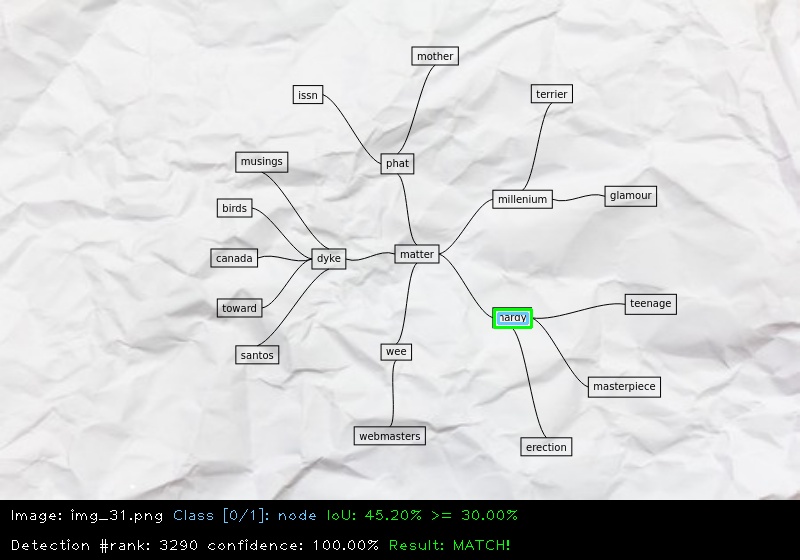 mother
issn
terrier
musings
phat
millenium
glamour
birds
canada
dyke
matter
toward
hardy
teenage
santos
wee
masterpiece
webmasters
erection
Image: img_31.png Class [0/1]: node IoU: 45.20% >= 30.00%
Detection #rank: 3290 confidence: 100.00% Result: MATCH!